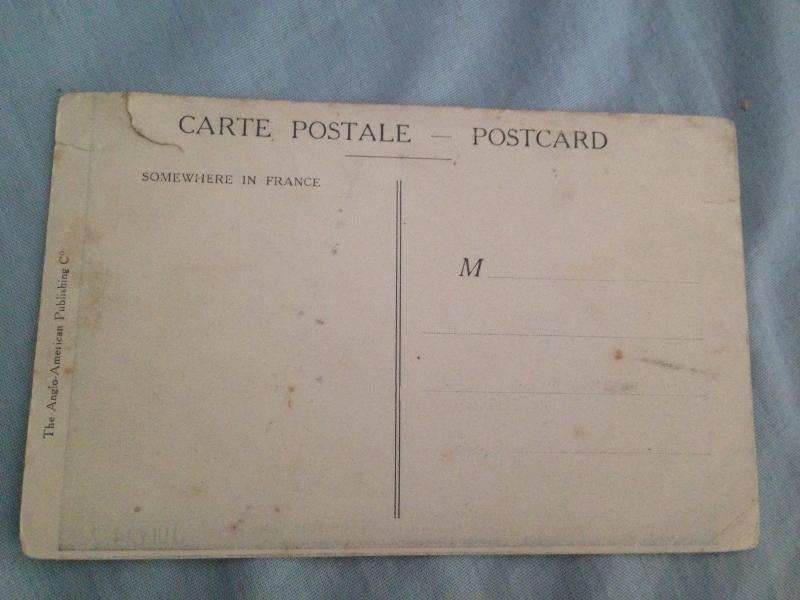 CARTE POSTALE — POSTCARD
SOMEWHERE IN FRANCE
M
The Anglo-American Publishing Cº